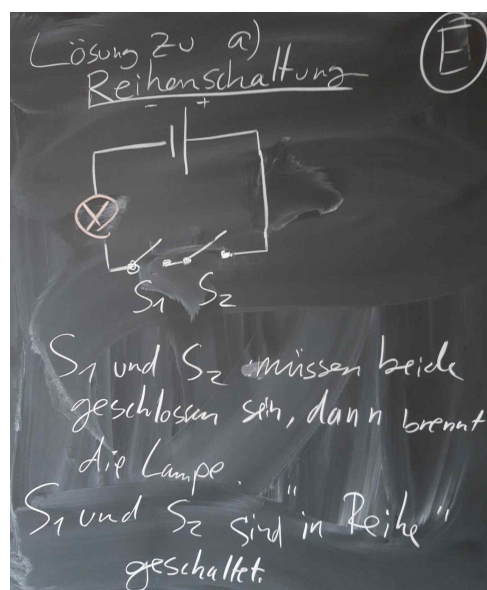 Lösung zu a)
E
Reihenschaltung
- +
S1 S2
S1 und S2 müssen beide
geschlossen sein, dann brennt
die Lampe.
S1 und S2 sind "in Reihe"
geschaltet.